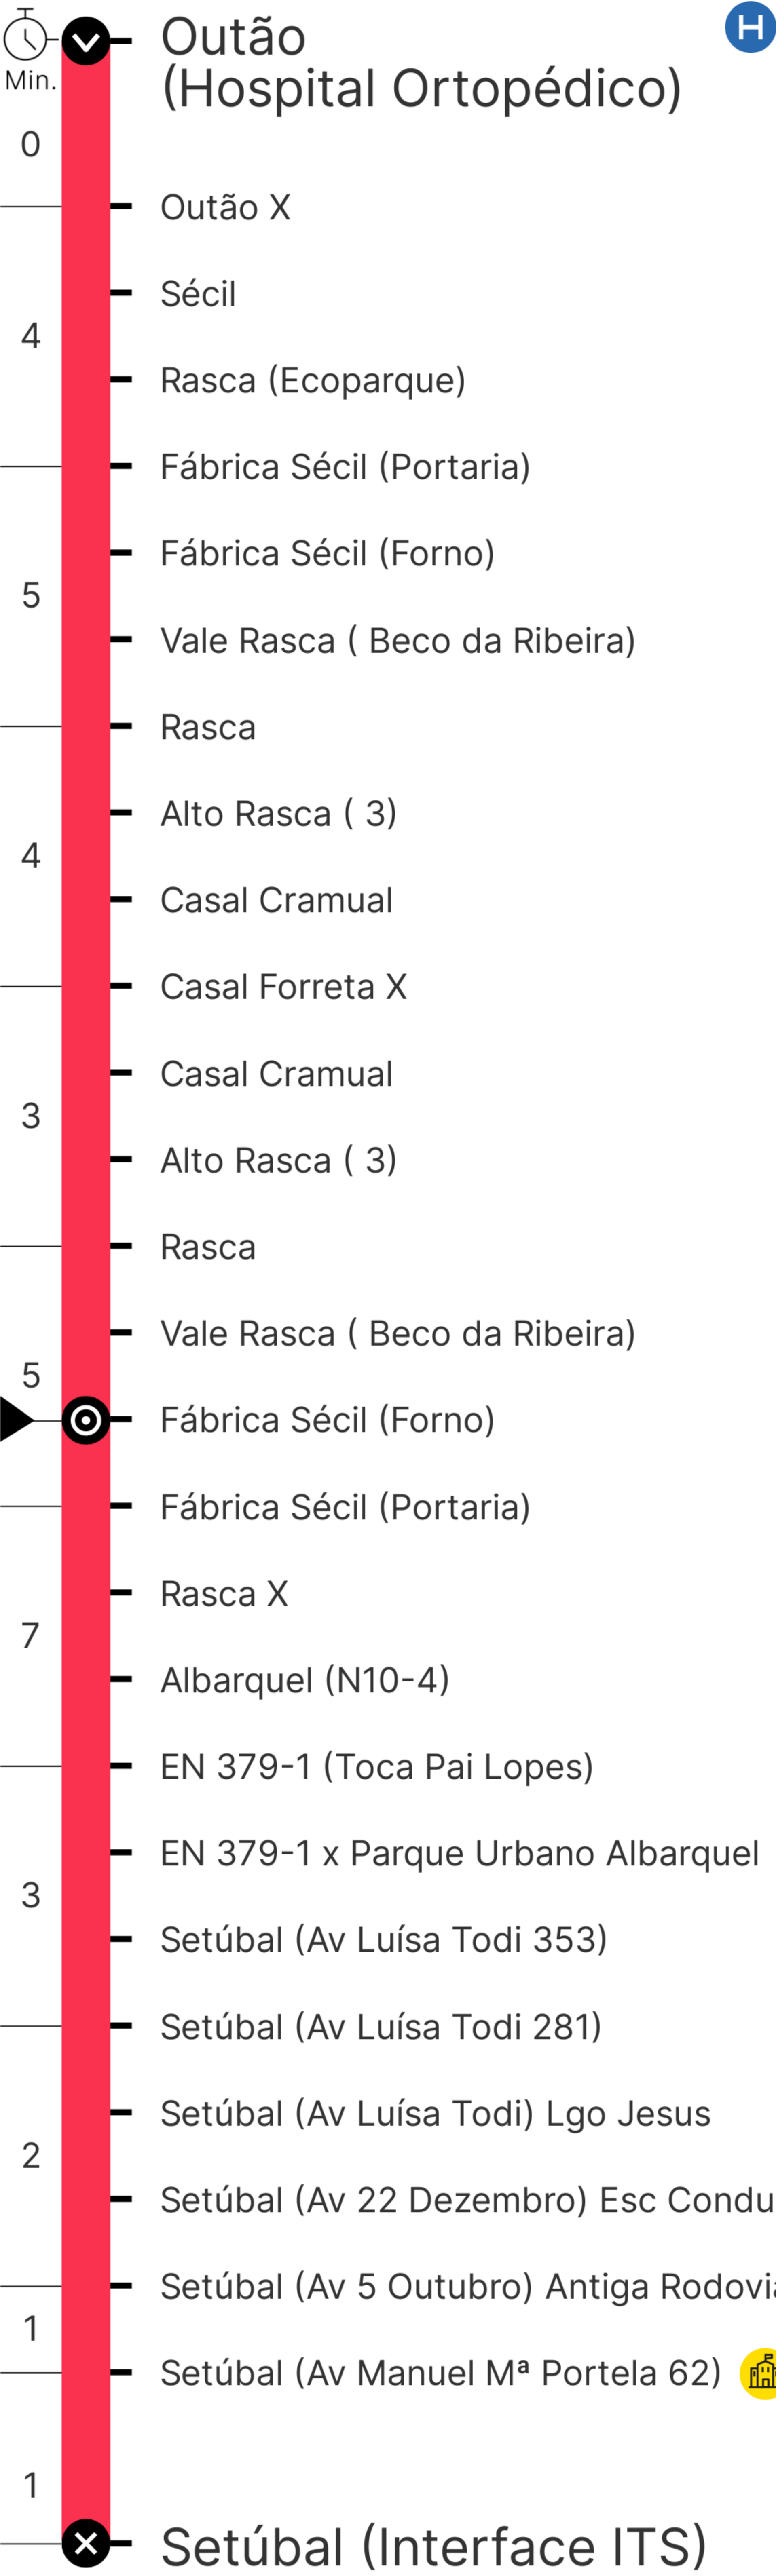 Outão
(Hospital Ortopédico)
H
Min.
0
Outão X
Sécil
4
Rasca (Ecoparque)
Fábrica Sécil (Portaria)
Fábrica Sécil (Forno)
5
Vale Rasca ( Beco da Ribeira)
Rasca
Alto Rasca ( 3)
4
Casal Cramual
Casal Forreta X
Casal Cramual
3
Alto Rasca ( 3)
Rasca
Vale Rasca ( Beco da Ribeira)
5
Fábrica Sécil (Forno)
Fábrica Sécil (Portaria)
Rasca X
7
Albarquel (N10-4)
EN 379-1 (Toca Pai Lopes)
EN 379-1 x Parque Urbano Albarquel
3
Setúbal (Av Luísa Todi 353)
Setúbal (Av Luísa Todi 281)
Setúbal (Av Luísa Todi) Lgo Jesus
2
Setúbal (Av 22 Dezembro) Esc Condu
Setúbal (Av 5 Outubro) Antiga Rodovia
1
Setúbal (Av Manuel Mª Portela 62)
1
Setúbal (Interface ITS)